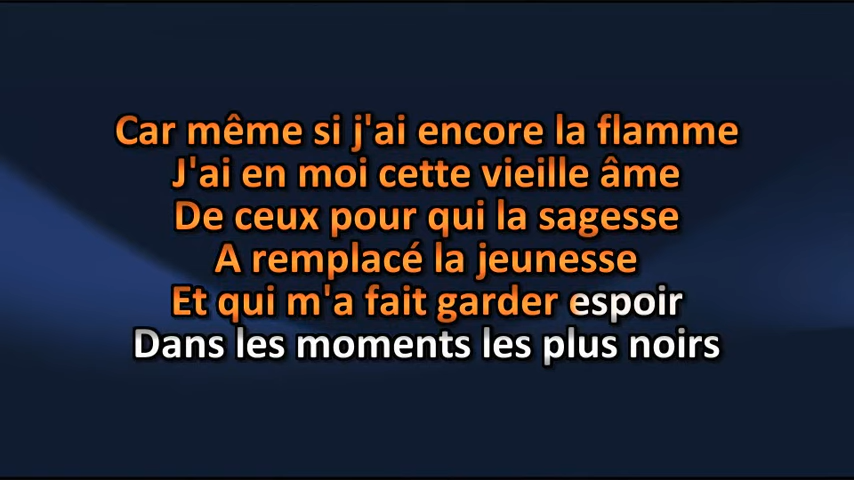 Car même si j'ai encore la flamme
J'ai en moi cette vieille âme
De ceux pour qui la sagesse
A remplacé la jeunesse
Et qui m'a fait garder espoir
Dans les moments les plus noirs